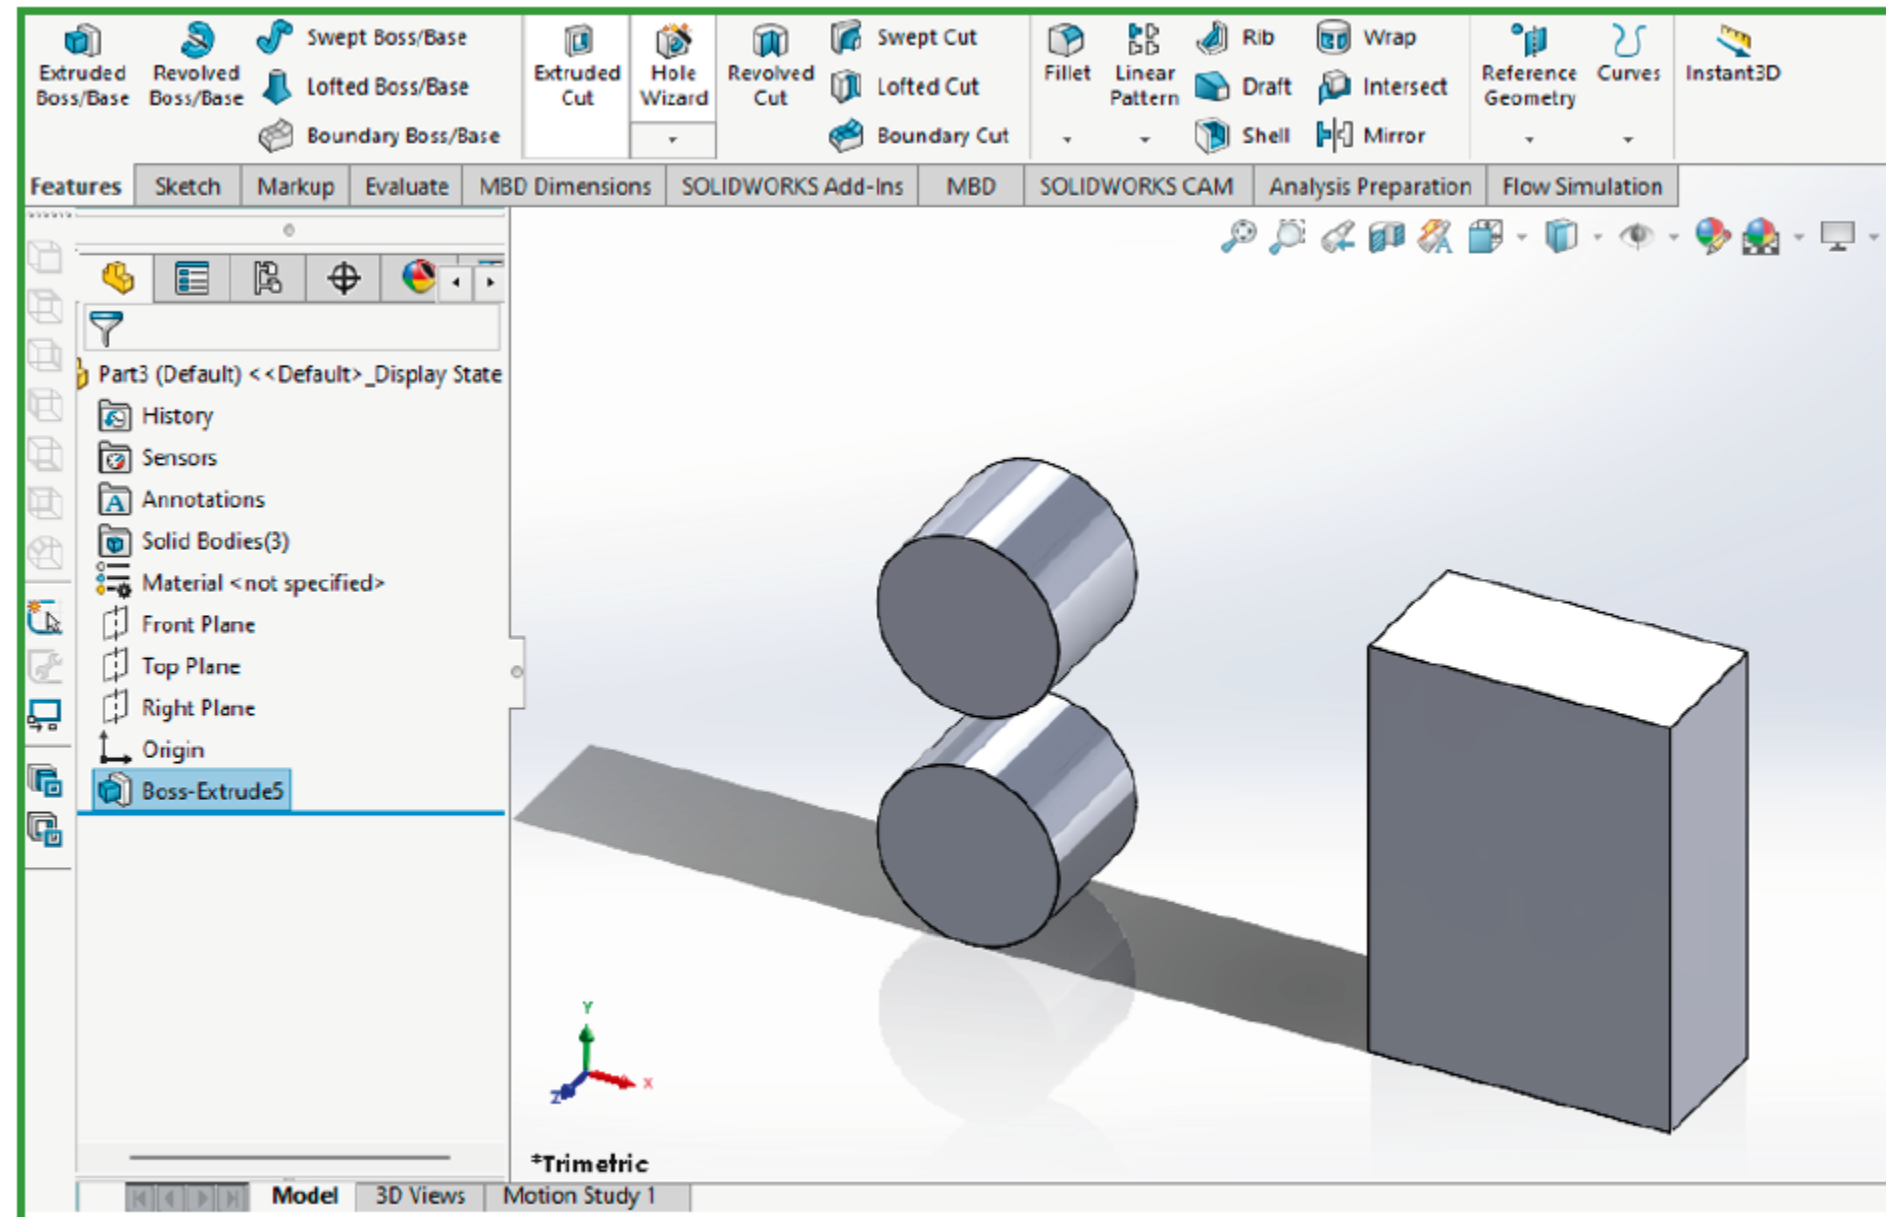 Extruded Boss/Base
Revolved Boss/Base
Swept Boss/Base
Lofted Boss/Base
Boundary Boss/Base
Extruded Cut
Hole Wizard
Revolved Cut
Swept Cut
Lofted Cut
Boundary Cut
Fillet
Linear Pattern
Rib
Draft
Shell
Wrap
Intersect
Mirror
Reference Geometry
Curves
Instant3D
Features
Sketch
Markup
Evaluate
MBD Dimensions
SOLIDWORKS Add-Ins
MBD
SOLIDWORKS CAM
Analysis Preparation
Flow Simulation
Part3 (Default) <<Default>_Display State
History
Sensors
A
Annotations
Solid Bodies(3)
Material <not specified>
Front Plane
Top Plane
Right Plane
Origin
Boss-Extrude5
Y
X
Z
*Trimetric
Model
3D Views
Motion Study 1